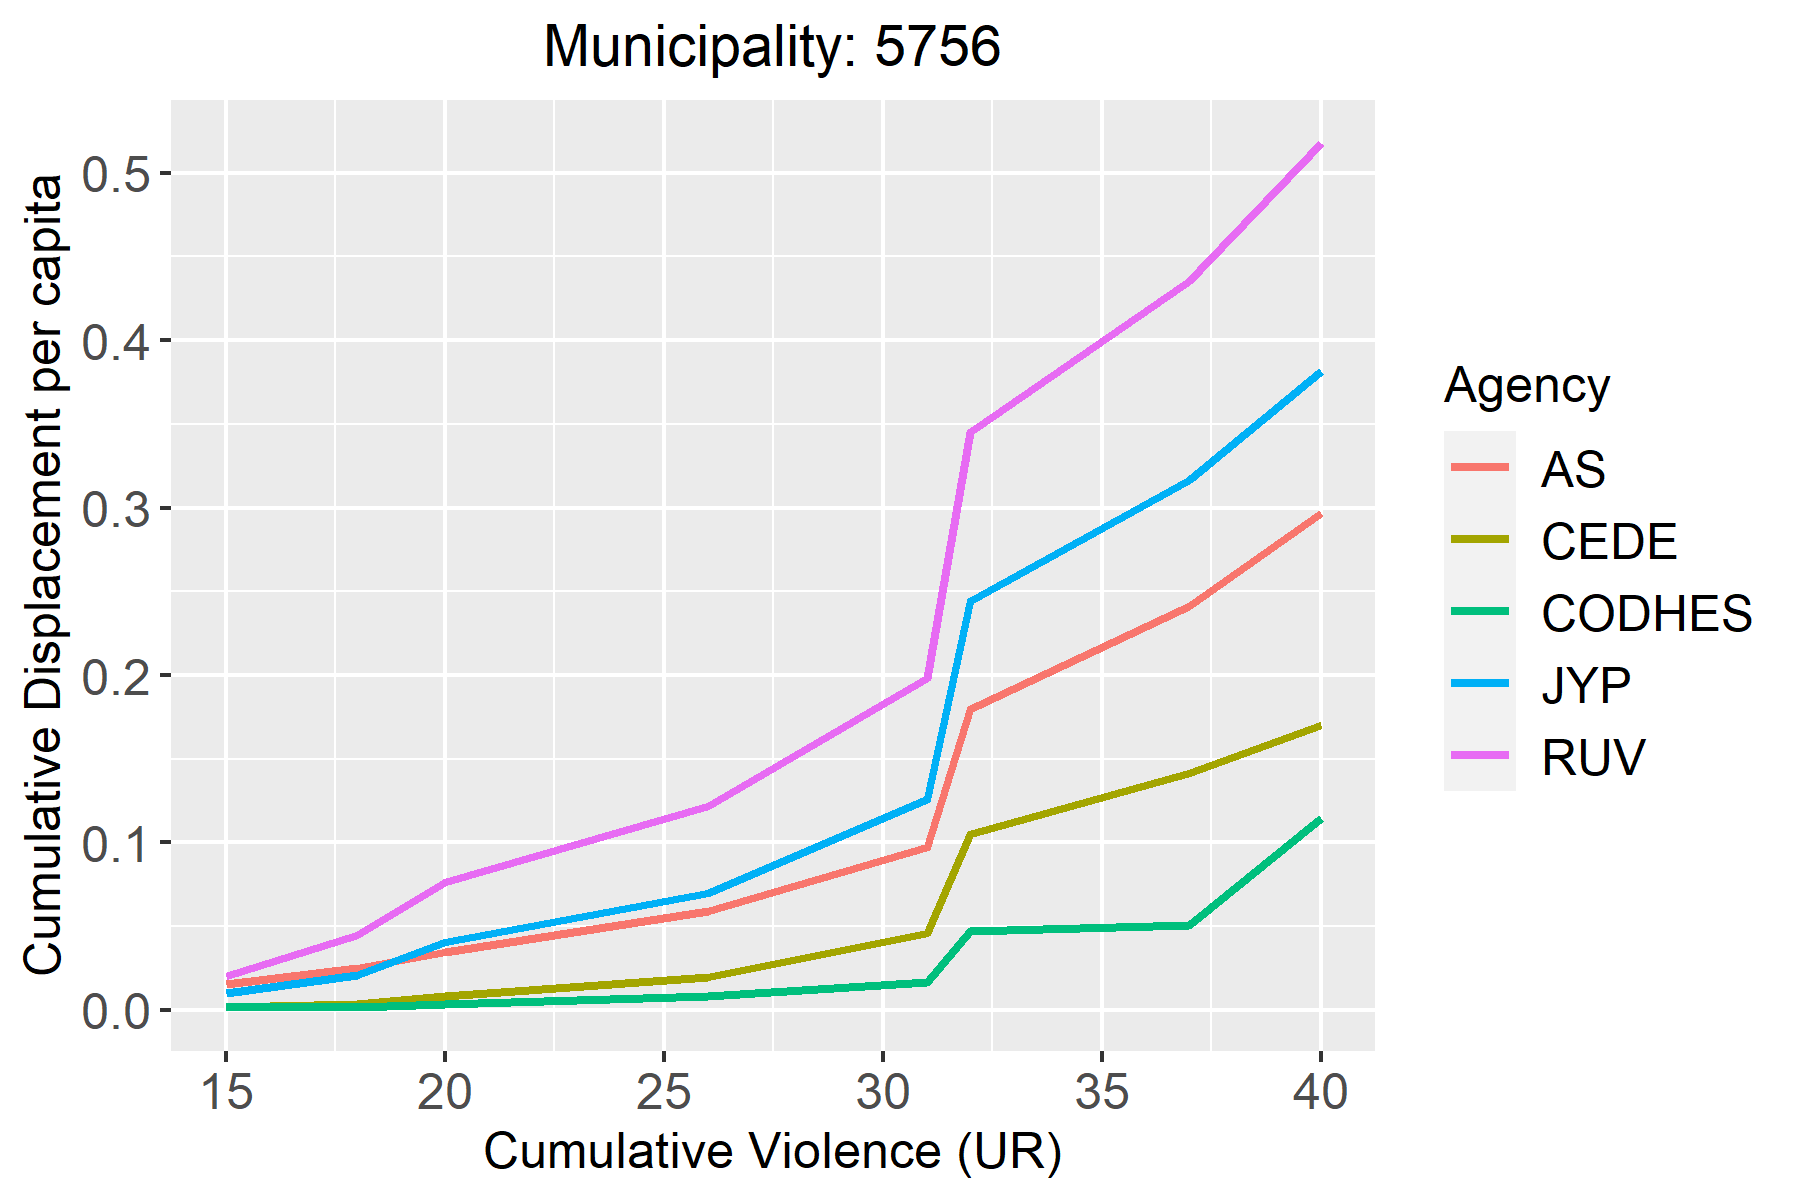 Municipality: 5756
Cumulative Displacement per capita
0.5
0.4
0.3
0.2
0.1
0.0
15 20 25 30 35 40
Cumulative Violence (UR)
Agency
AS
CEDE
CODHES
JYP
RUV